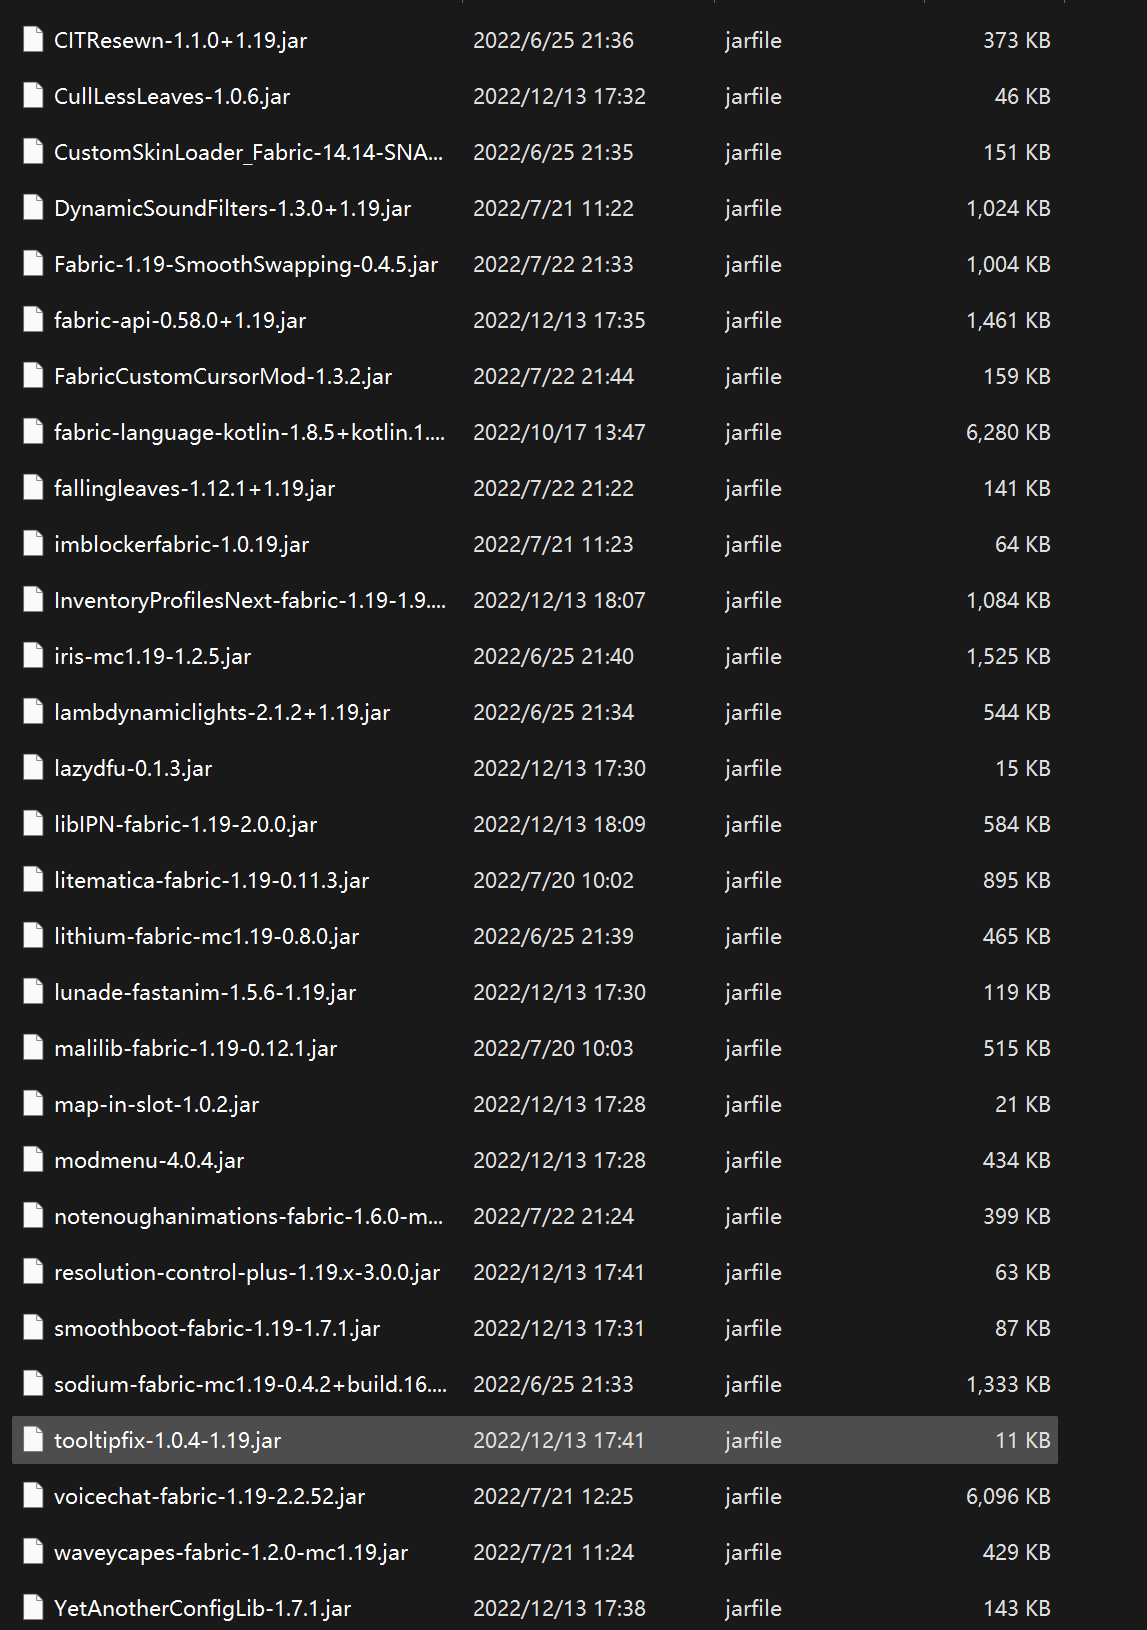 CITResewn-1.1.0+1.19.jar 2022/6/25 21:36 jarfile 373 KB
CullLessLeaves-1.0.6.jar 2022/12/13 17:32 jarfile 46 KB
CustomSkinLoader_Fabric-14.14-SNA... 2022/6/25 21:35 jarfile 151 KB
DynamicSoundFilters-1.3.0+1.19.jar 2022/7/21 11:22 jarfile 1,024 KB
Fabric-1.19-SmoothSwapping-0.4.5.jar 2022/7/22 21:33 jarfile 1,004 KB
fabric-api-0.58.0+1.19.jar 2022/12/13 17:35 jarfile 1,461 KB
FabricCustomCursorMod-1.3.2.jar 2022/7/22 21:44 jarfile 159 KB
fabric-language-kotlin-1.8.5+kotlin.1.... 2022/10/17 13:47 jarfile 6,280 KB
fallingleaves-1.12.1+1.19.jar 2022/7/22 21:22 jarfile 141 KB
imblockerfabric-1.0.19.jar 2022/7/21 11:23 jarfile 64 KB
InventoryProfilesNext-fabric-1.19-1.9.... 2022/12/13 18:07 jarfile 1,084 KB
iris-mc1.19-1.2.5.jar 2022/6/25 21:40 jarfile 1,525 KB
lambdynamiclights-2.1.2+1.19.jar 2022/6/25 21:34 jarfile 544 KB
lazydfu-0.1.3.jar 2022/12/13 17:30 jarfile 15 KB
libIPN-fabric-1.19-2.0.0.jar 2022/12/13 18:09 jarfile 584 KB
litematica-fabric-1.19-0.11.3.jar 2022/7/20 10:02 jarfile 895 KB
lithium-fabric-mc1.19-0.8.0.jar 2022/6/25 21:39 jarfile 465 KB
lunade-fastanim-1.5.6-1.19.jar 2022/12/13 17:30 jarfile 119 KB
malilib-fabric-1.19-0.12.1.jar 2022/7/20 10:03 jarfile 515 KB
map-in-slot-1.0.2.jar 2022/12/13 17:28 jarfile 21 KB
modmenu-4.0.4.jar 2022/12/13 17:28 jarfile 434 KB
notenoughanimations-fabric-1.6.0-m... 2022/7/22 21:24 jarfile 399 KB
resolution-control-plus-1.19.x-3.0.0.jar 2022/12/13 17:41 jarfile 63 KB
smoothboot-fabric-1.19-1.7.1.jar 2022/12/13 17:31 jarfile 87 KB
sodium-fabric-mc1.19-0.4.2+build.16.... 2022/6/25 21:33 jarfile 1,333 KB
tooltipfix-1.0.4-1.19.jar 2022/12/13 17:41 jarfile 11 KB
voicechat-fabric-1.19-2.2.52.jar 2022/7/21 12:25 jarfile 6,096 KB
waveycapes-fabric-1.2.0-mc1.19.jar 2022/7/21 11:24 jarfile 429 KB
YetAnotherConfigLib-1.7.1.jar 2022/12/13 17:38 jarfile 143 KB